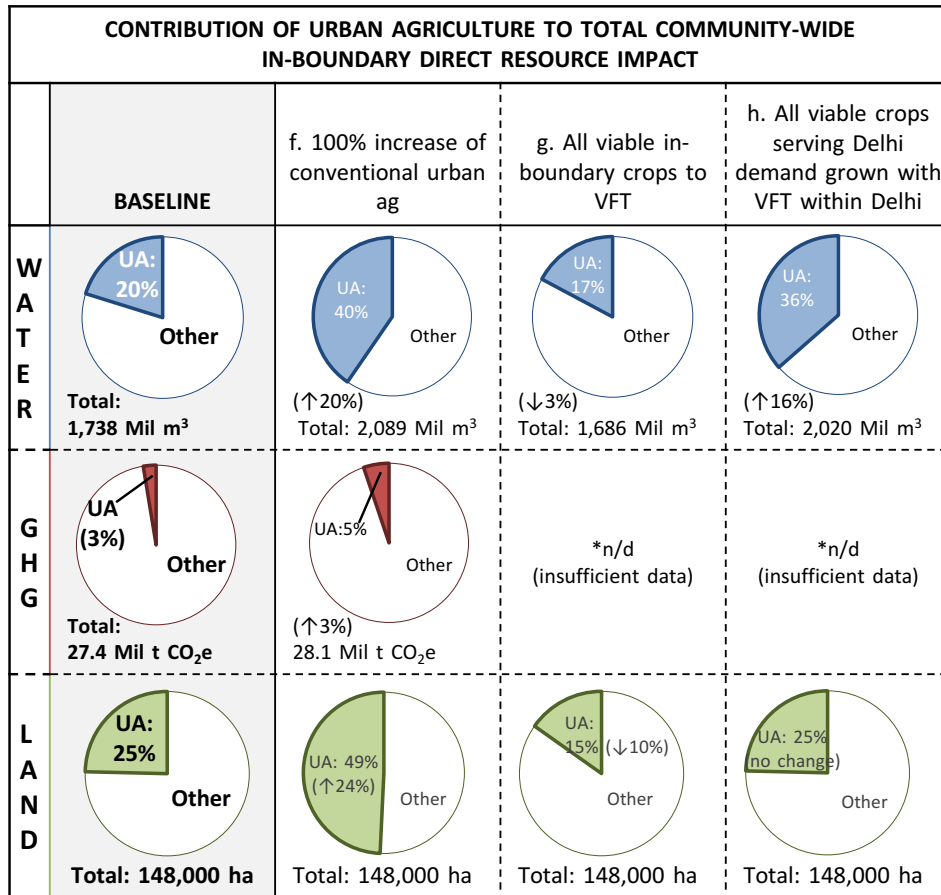 CONTRIBUTION OF URBAN AGRICULTURE TO TOTAL COMMUNITY-WIDE
IN-BOUNDARY DIRECT RESOURCE IMPACT
BASELINE
f. 100% increase of
conventional urban
ag
g. All viable in-
boundary crops to
VFT
h. All viable crops
serving Delhi
demand grown with
VFT within Delhi
WATER
UA:
20%
Other
Total:
1,738 Mil m³
UA:
40%
Other
(↑20%)
Total: 2,089 Mil m³
UA:
17%
Other
(↓3%)
Total: 1,686 Mil m³
UA:
36%
Other
(↑16%)
Total: 2,020 Mil m³
GHG
UA
(3%)
Other
Total:
27.4 Mil t CO₂e
UA:5%
Other
(↑3%)
28.1 Mil t CO₂e
*n/d
(insufficient data)
*n/d
(insufficient data)
LAND
UA:
25%
Other
Total: 148,000 ha
UA: 49%
(↑24%)
Other
Total: 148,000 ha
UA:
15% (↓10%)
Other
Total: 148,000 ha
UA: 25%
no change)
Other
Total: 148,000 ha